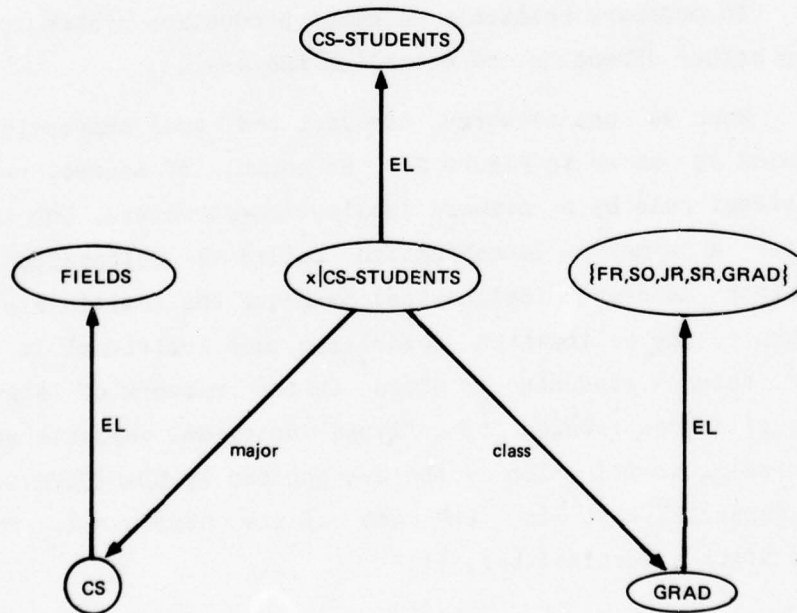 CS-STUDENTS
EL
FIELDS
x|CS-STUDENTS
{FR,SO,JR,SR,GRAD}
EL
EL
major
class
CS
GRAD